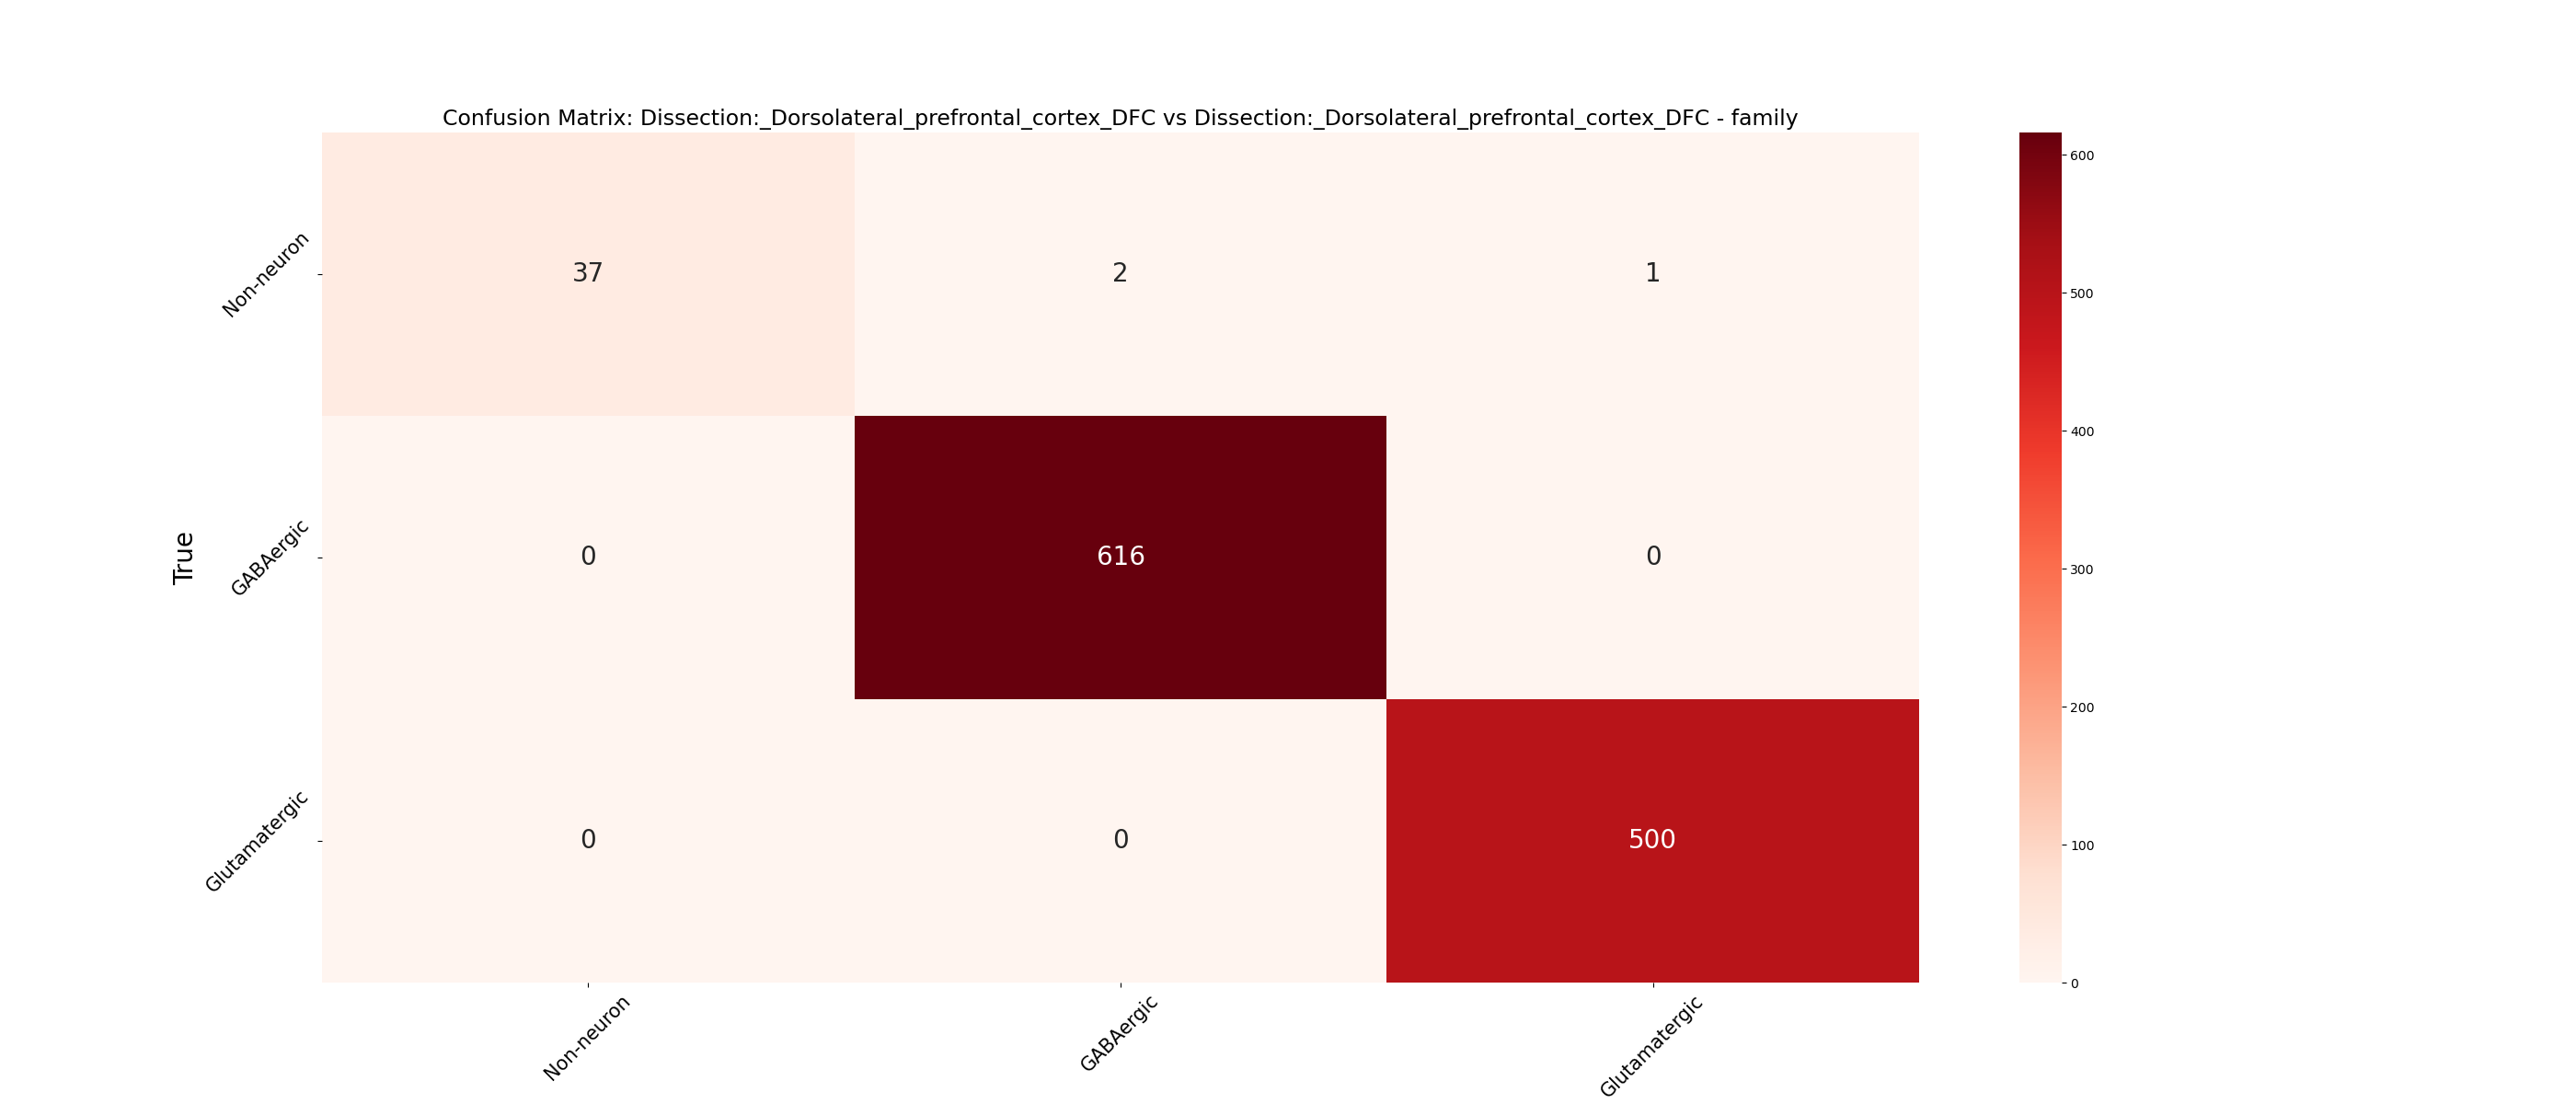 Confusion Matrix: Dissection:_Dorsolateral_prefrontal_cortex_DFC vs Dissection:_Dorsolateral_prefrontal_cortex_DFC - family
True
Non-neuron
37
2
1
GABAergic
0
616
0
Glutamatergic
0
0
500
Non-neuron
GABAergic
Glutamatergic
600
500
400
300
200
100
0